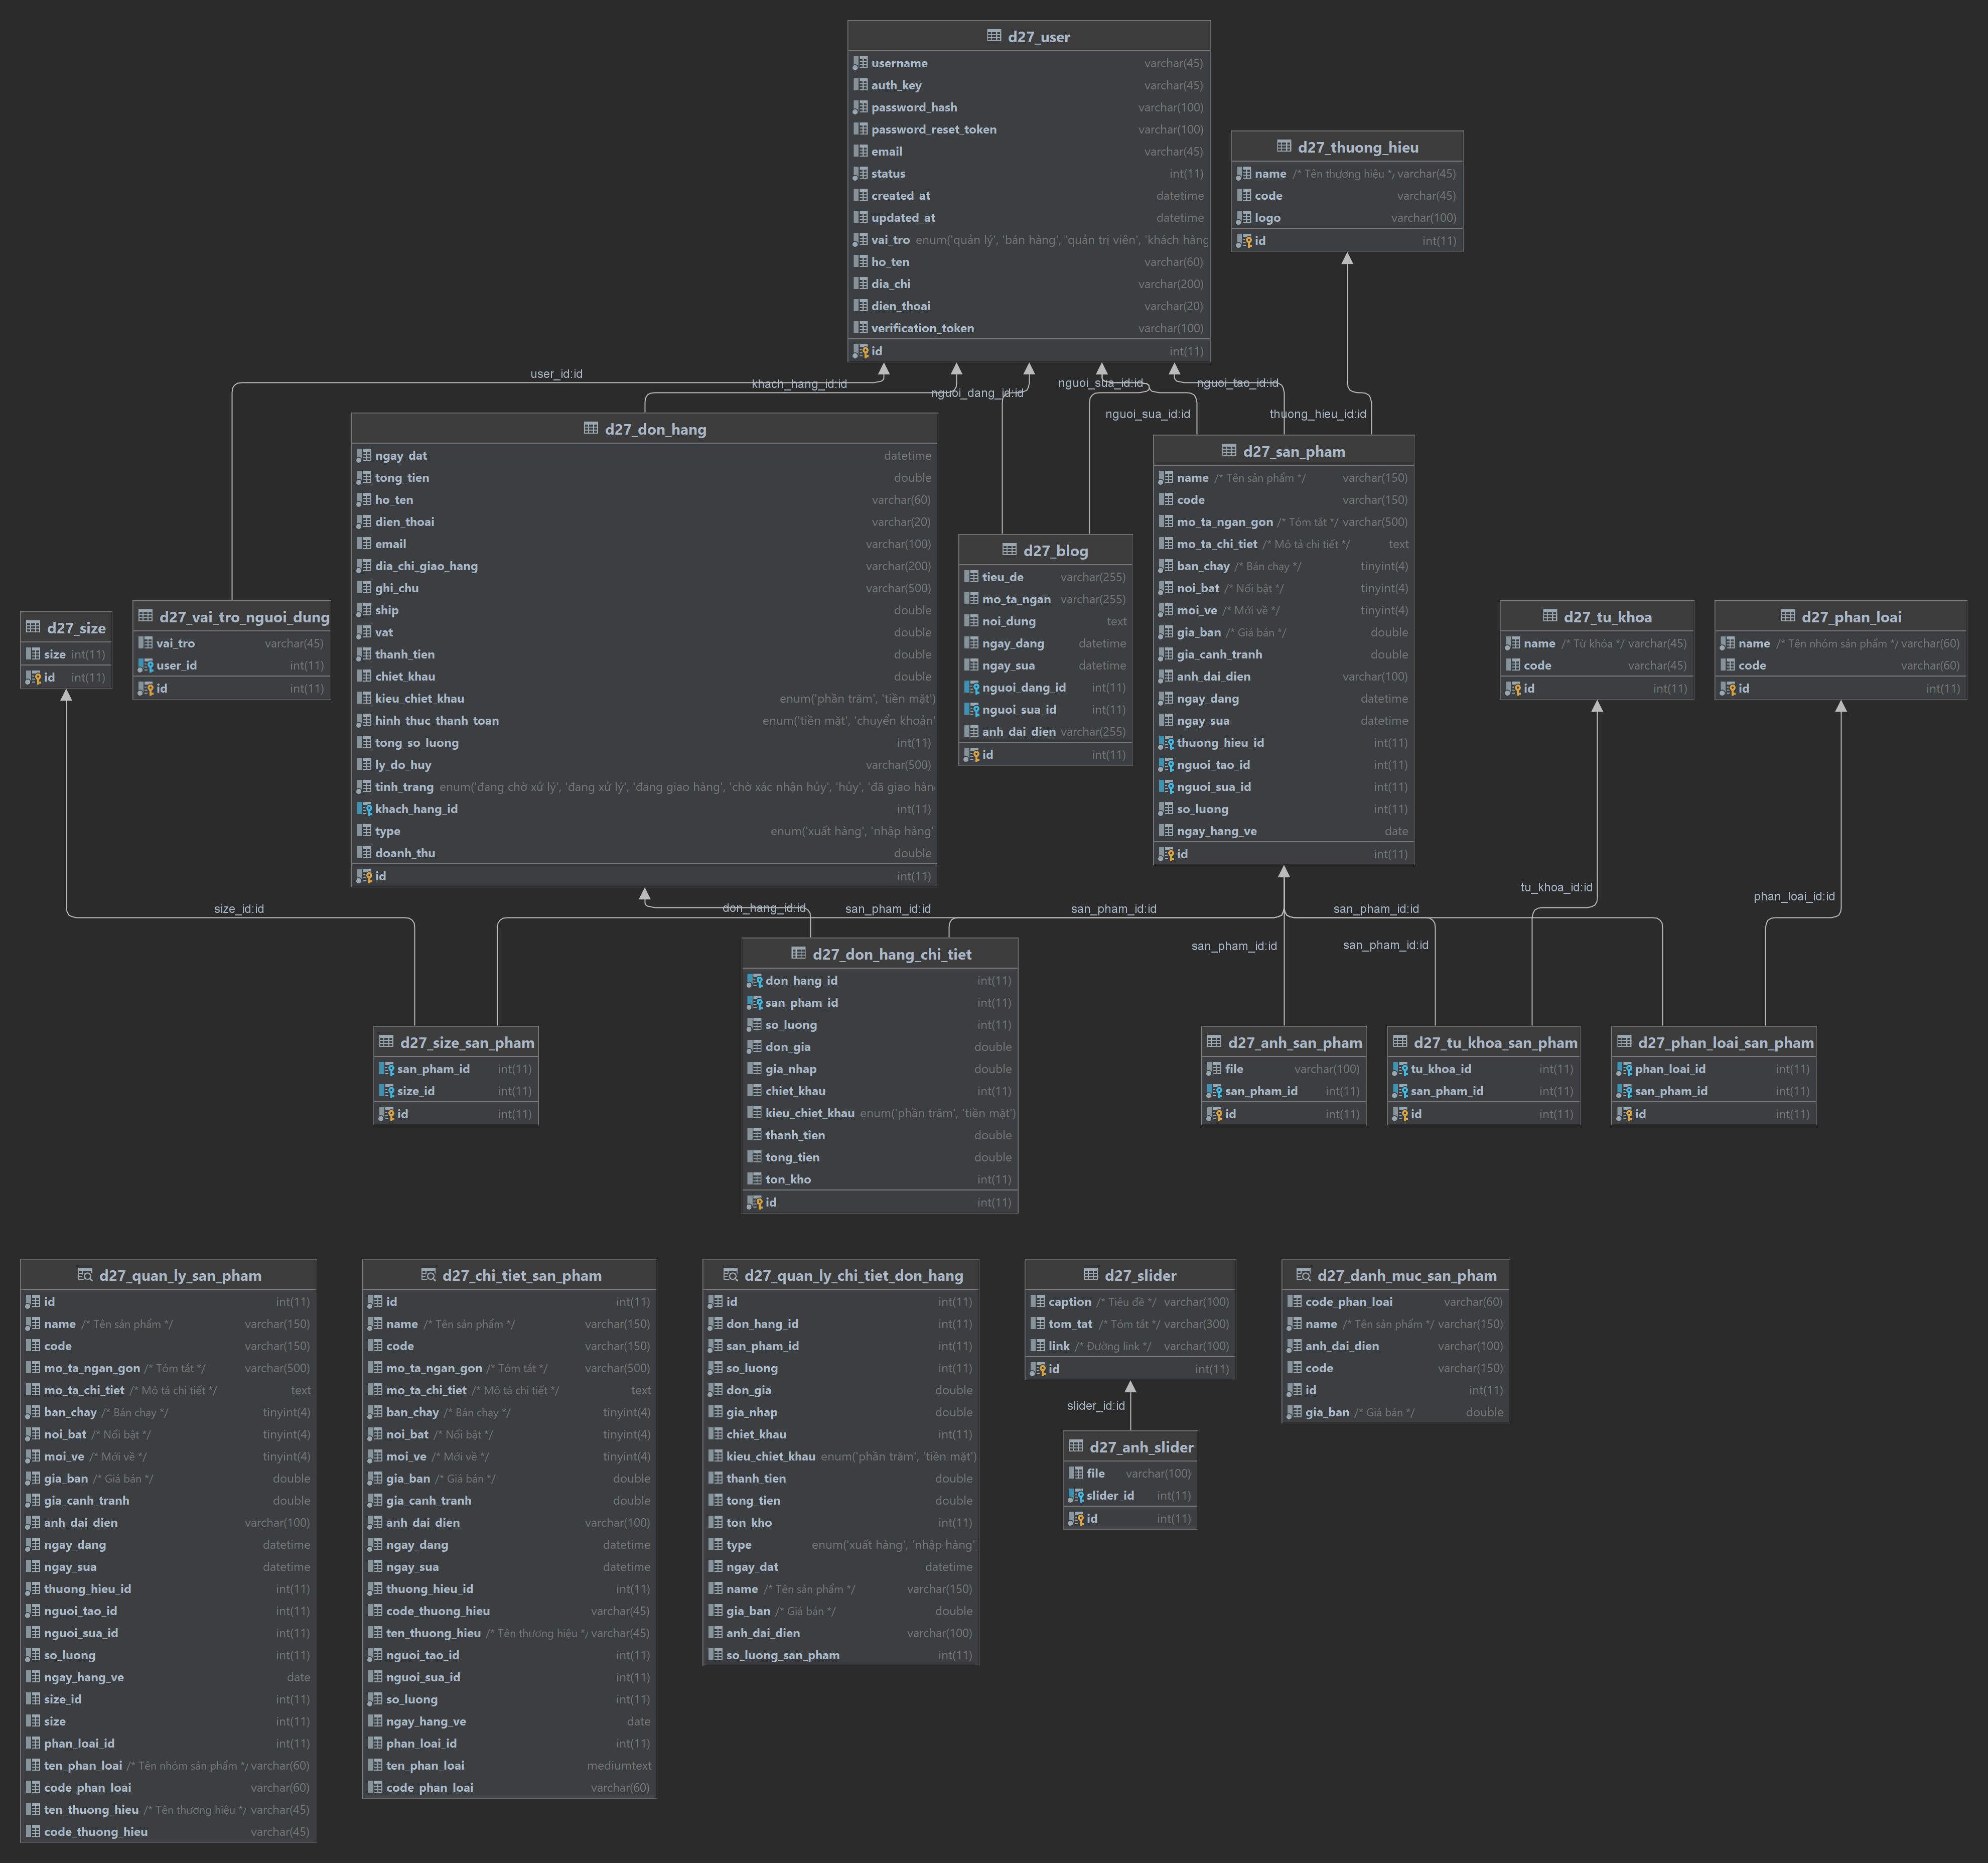 d27_user
username varchar(45)
auth_key varchar(45)
password_hash varchar(100)
password_reset_token varchar(100)
email varchar(45)
status int(11)
created_at datetime
updated_at datetime
vai_tro enum('quản lý', 'bán hàng', 'quản trị viên', 'khách hàng
ho_ten varchar(60)
dia_chi varchar(200)
dien_thoai varchar(20)
verification_token varchar(100)
id int(11)
d27_thuong_hieu
name /* Tên thương hiệu */ varchar(45)
code varchar(45)
logo varchar(100)
id int(11)
user_id:id
khach_hang_id:id
nguoi_dang_id:id
nguoi_sua_id:id
nguoi_tao_id:id
nguoi_sua_id:id
thuong_hieu_id:id
d27_don_hang
ngay_dat datetime
tong_tien double
ho_ten varchar(60)
dien_thoai varchar(20)
email varchar(100)
dia_chi_giao_hang varchar(200)
ghi_chu varchar(500)
ship double
vat double
thanh_tien double
chiet_khau double
kieu_chiet_khau enum('phần trăm', 'tiền mặt')
hinh_thuc_thanh_toan enum('tiền mặt', 'chuyển khoản'
tong_so_luong int(11)
ly_do_huy varchar(500)
tinh_trang enum('đang chờ xử lý', 'đang xử lý', 'đang giao hàng', 'chờ xác nhận hủy', 'hủy', 'đã giao hàn
khach_hang_id int(11)
type enum('xuất hàng', 'nhập hàng'
doanh_thu double
id int(11)
d27_san_pham
name /* Tên sản phẩm */ varchar(150)
code varchar(150)
mo_ta_ngan_gon /* Tóm tắt */ varchar(500)
mo_ta_chi_tiet /* Mô tả chi tiết */ text
ban_chay /* Bán chạy */ tinyint(4)
noi_bat /* Nổi bật */ tinyint(4)
moi_ve /* Mới về */ tinyint(4)
gia_ban /* Giá bán */ double
gia_canh_tranh double
anh_dai_dien varchar(100)
ngay_dang datetime
ngay_sua datetime
thuong_hieu_id int(11)
nguoi_tao_id int(11)
nguoi_sua_id int(11)
so_luong int(11)
ngay_hang_ve date
id int(11)
d27_blog
tieu_de varchar(255)
mo_ta_ngan varchar(255)
noi_dung text
ngay_dang datetime
ngay_sua datetime
nguoi_dang_id int(11)
nguoi_sua_id int(11)
anh_dai_dien varchar(255)
id int(11)
d27_size
size int(11)
id int(11)
d27_vai_tro_nguoi_dung
vai_tro varchar(45)
user_id int(11)
id int(11)
d27_tu_khoa
name /* Từ khóa */ varchar(45)
code varchar(45)
id int(11)
d27_phan_loai
name /* Tên nhóm sản phẩm */ varchar(60)
code varchar(60)
id int(11)
size_id:id
don_hang_id:id
san_pham_id:id
san_pham_id:id
san_pham_id:id
san_pham_id:id
san_pham_id:id
tu_khoa_id:id
phan_loai_id:id
d27_don_hang_chi_tiet
don_hang_id int(11)
san_pham_id int(11)
so_luong int(11)
don_gia double
gia_nhap double
chiet_khau int(11)
kieu_chiet_khau enum('phần trăm', 'tiền mặt')
thanh_tien double
tong_tien double
ton_kho int(11)
id int(11)
d27_size_san_pham
san_pham_id int(11)
size_id int(11)
id int(11)
d27_anh_san_pham
file varchar(100)
san_pham_id int(11)
id int(11)
d27_tu_khoa_san_pham
tu_khoa_id int(11)
san_pham_id int(11)
id int(11)
d27_phan_loai_san_pham
phan_loai_id int(11)
san_pham_id int(11)
id int(11)
d27_quan_ly_san_pham
id int(11)
name /* Tên sản phẩm */ varchar(150)
code varchar(150)
mo_ta_ngan_gon /* Tóm tắt */ varchar(500)
mo_ta_chi_tiet /* Mô tả chi tiết */ text
ban_chay /* Bán chạy */ tinyint(4)
noi_bat /* Nổi bật */ tinyint(4)
moi_ve /* Mới về */ tinyint(4)
gia_ban /* Giá bán */ double
gia_canh_tranh double
anh_dai_dien varchar(100)
ngay_dang datetime
ngay_sua datetime
thuong_hieu_id int(11)
nguoi_tao_id int(11)
nguoi_sua_id int(11)
so_luong int(11)
ngay_hang_ve date
size_id int(11)
size int(11)
phan_loai_id int(11)
ten_phan_loai /* Tên nhóm sản phẩm */ varchar(60)
code_phan_loai varchar(60)
ten_thuong_hieu /* Tên thương hiệu */ varchar(45)
code_thuong_hieu varchar(45)
d27_chi_tiet_san_pham
id int(11)
name /* Tên sản phẩm */ varchar(150)
code varchar(150)
mo_ta_ngan_gon /* Tóm tắt */ varchar(500)
mo_ta_chi_tiet /* Mô tả chi tiết */ text
ban_chay /* Bán chạy */ tinyint(4)
noi_bat /* Nổi bật */ tinyint(4)
moi_ve /* Mới về */ tinyint(4)
gia_ban /* Giá bán */ double
gia_canh_tranh double
anh_dai_dien varchar(100)
ngay_dang datetime
ngay_sua datetime
thuong_hieu_id int(11)
code_thuong_hieu varchar(45)
ten_thuong_hieu /* Tên thương hiệu */ varchar(45)
nguoi_tao_id int(11)
nguoi_sua_id int(11)
so_luong int(11)
ngay_hang_ve date
phan_loai_id int(11)
ten_phan_loai mediumtext
code_phan_loai varchar(60)
d27_quan_ly_chi_tiet_don_hang
id int(11)
don_hang_id int(11)
san_pham_id int(11)
so_luong int(11)
don_gia double
gia_nhap double
chiet_khau int(11)
kieu_chiet_khau enum('phần trăm', 'tiền mặt')
thanh_tien double
tong_tien double
ton_kho int(11)
type enum('xuất hàng', 'nhập hàng'
ngay_dat datetime
name /* Tên sản phẩm */ varchar(150)
gia_ban /* Giá bán */ double
anh_dai_dien varchar(100)
so_luong_san_pham int(11)
d27_slider
caption /* Tiêu đề */ varchar(100)
tom_tat /* Tóm tắt */ varchar(300)
link /* Đường link */ varchar(100)
id int(11)
slider_id:id
d27_anh_slider
file varchar(100)
slider_id int(11)
id int(11)
d27_danh_muc_san_pham
code_phan_loai varchar(60)
name /* Tên sản phẩm */ varchar(150)
anh_dai_dien varchar(100)
code varchar(150)
id int(11)
gia_ban /* Giá bán */ double